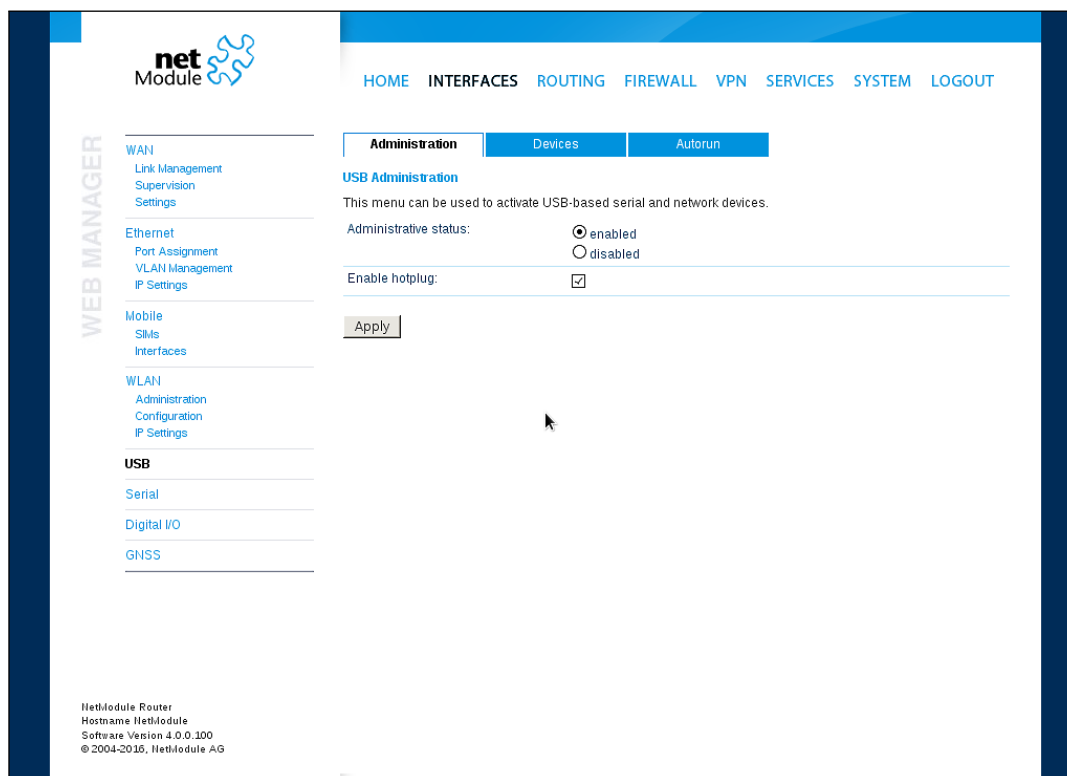 net
Module
HOME INTERFACES ROUTING FIREWALL VPN SERVICES SYSTEM LOGOUT
WEB MANAGER
WAN
Link Management
Supervision
Settings
Ethernet
Port Assignment
VLAN Management
IP Settings
Mobile
SIMs
Interfaces
WLAN
Administration
Configuration
IP Settings
USB
Serial
Digital I/O
GNSS
Administration Devices Autorun
USB Administration
This menu can be used to activate USB-based serial and network devices.
Administrative status:
enabled
disabled
Enable hotplug:
Apply
NetModule Router
Hostname NetModule
Software Version 4.0.0.100
© 2004-2016, NetModule AG